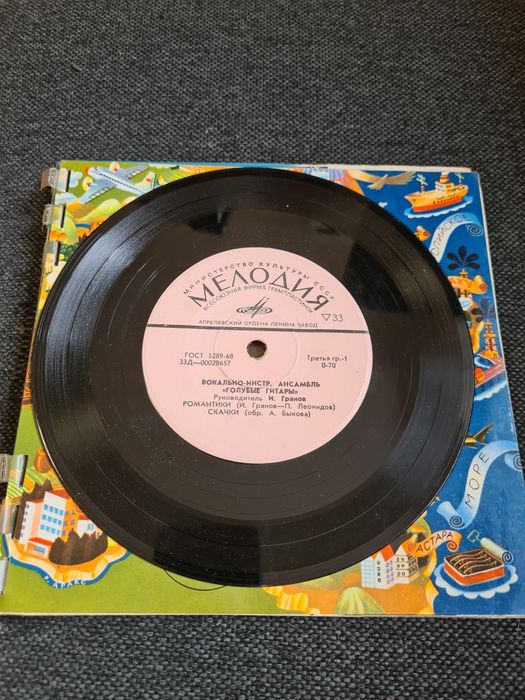 МИНИСТЕРСТВО КУЛЬТУРЫ СССР
МЕЛОДИЯ
ВСЕСОЮЗНАЯ ФИРМА ГРАМПЛАСТИНОК
▽33
АПРЕЛЕВСКИЙ ОРДЕНА ЛЕНИНА ЗАВОД
ГОСТ 5289-68
33Д—00028657
Третья гр.-1
0-70
ВОКАЛЬНО-ИНСТР. АНСАМБЛЬ
«ГОЛУБЫЕ ГИТАРЫ»
Руководитель И. Гранов
РОМАНТИКИ (И. Гранов—П. Леонидов)
СКАЧКИ (обр. А. Быкова)
МОРЕ
АСТАРА
р. АРАКС